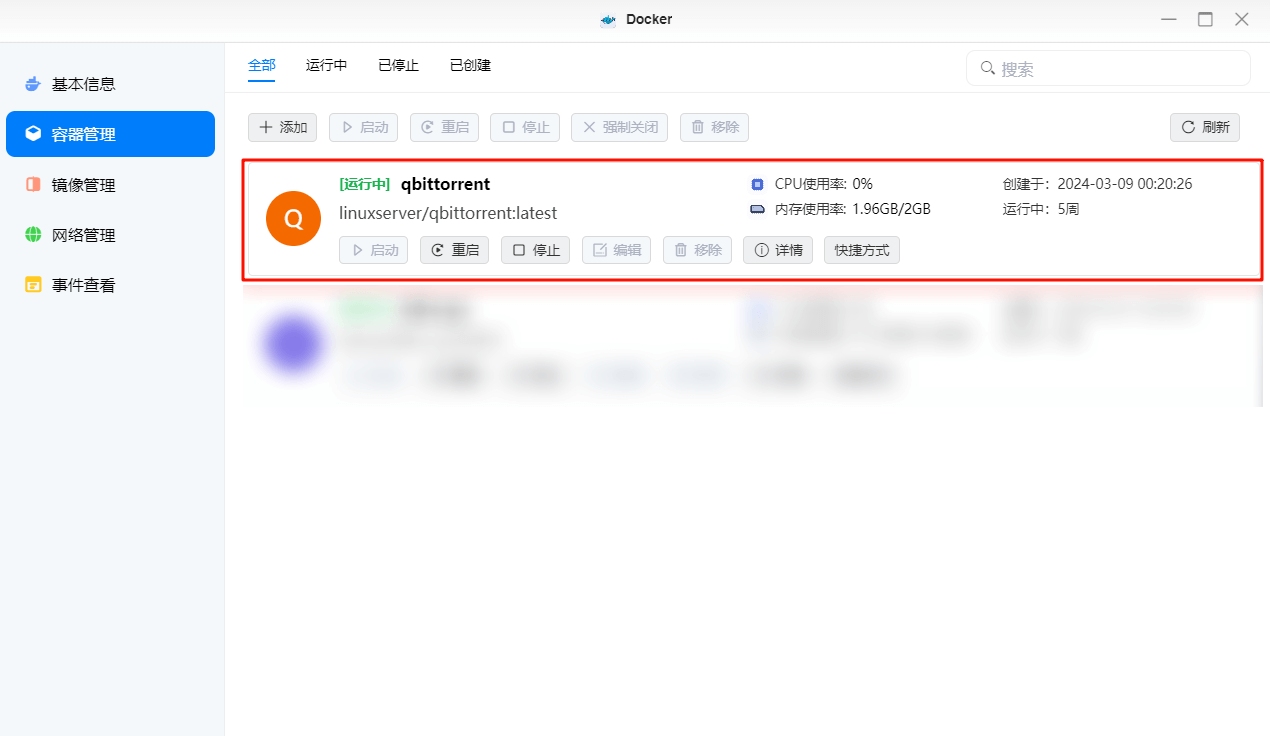 Docker
基本信息
容器管理
镜像管理
网络管理
事件查看
全部 运行中 已停止 已创建
搜索
添加 启动 重启 停止 强制关闭 移除 刷新
[运行中] qbittorrent
linuxserver/qbittorrent:latest
CPU使用率: 0%
内存使用率: 1.96GB/2GB
创建于: 2024-03-09 00:20:26
运行中: 5周
Q
启动 重启 停止 编辑 移除 详情 快捷方式